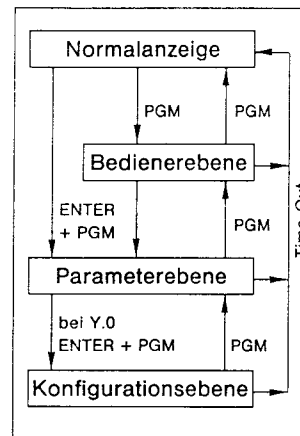 Normalanzeige
PGM
PGM
Bedienerebene
ENTER
+ PGM
PGM
Time Out
Parameterebene
bei Y.0
ENTER + PGM
PGM
Konfigurationsebene